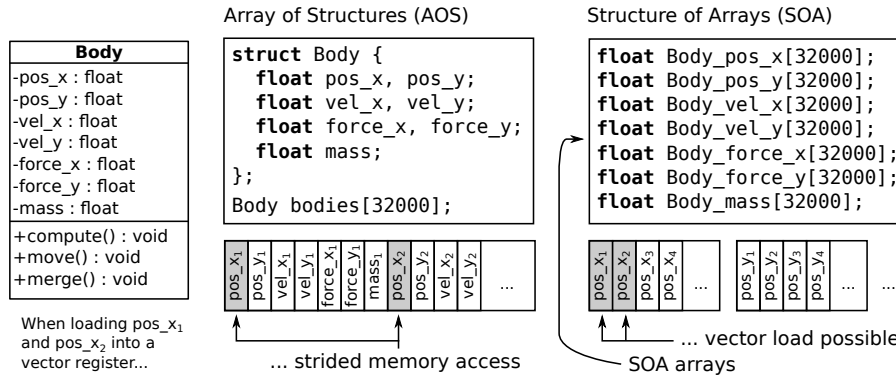 Array of Structures (AOS)
Structure of Arrays (SOA)
Body
-pos_x : float
-pos_y : float
-vel_x : float
-vel_y : float
-force_x : float
-force_y : float
-mass : float
+compute() : void
+move() : void
+merge() : void
When loading pos_x₁
and pos_x₂ into a
vector register...
struct Body {
float pos_x, pos_y;
float vel_x, vel_y;
float force_x, force_y;
float mass;
};
Body bodies[32000];
pos_x₁
pos_y₁
vel_x₁
vel_y₁
force_x₁
force_y₁
mass₁
pos_x₂
pos_y₂
vel_x₂
vel_y₂
...
... strided memory access
float Body_pos_x[32000];
float Body_pos_y[32000];
float Body_vel_x[32000];
float Body_vel_y[32000];
float Body_force_x[32000];
float Body_force_y[32000];
float Body_mass[32000];
pos_x₁
pos_x₂
pos_x₃
pos_x₄
...
pos_y₁
pos_y₂
pos_y₃
pos_y₄
...
...
... vector load possible
SOA arrays